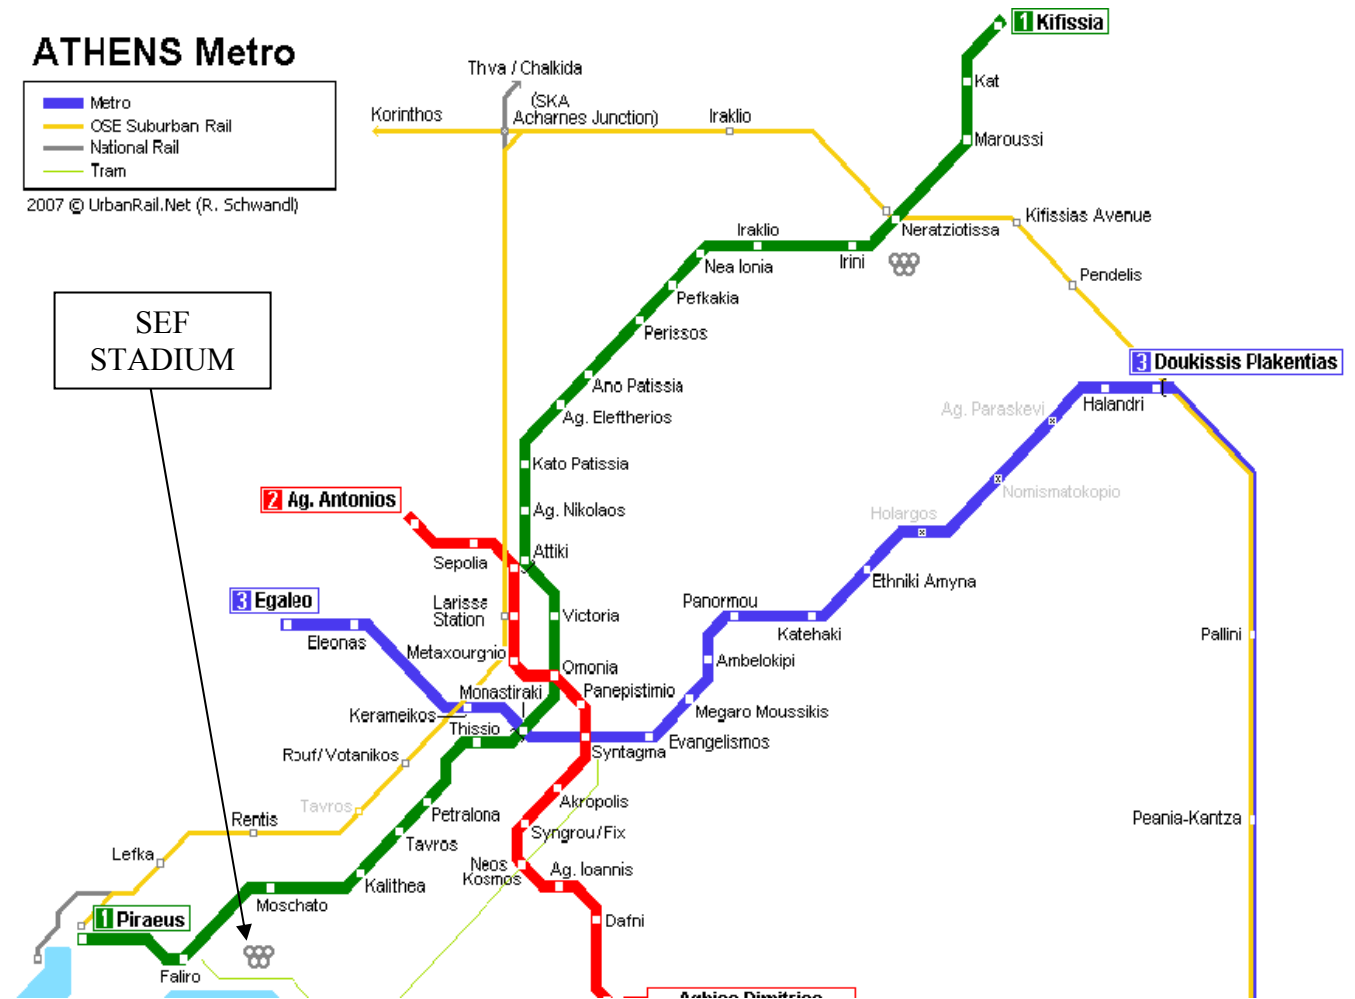 ATHENS Metro
Metro
OSE Suburban Rail
National Rail
Tram
2007 © UrbanRail.Net (R. Schwandl)
SEF
STADIUM
1 Kifissia
Kat
Maroussi
Thva / Chalkida
(SKA
Acharnes Junction)
Korinthos
Iraklio
Neratziotissa
Kifissias Avenue
Pendelis
Iraklio
Irini
Nea Ionia
Pefkakia
Perissos
Ano Patissia
Ag. Eleftherios
Kato Patissia
Ag. Nikolaos
Attiki
3 Doukissis Plakentias
Halandri
Ag. Paraskevi
Nomismatokopio
Holargos
Ethniki Amyna
Katehaki
Panormou
Ambelokipi
Megaro Moussikis
Evangelismos
2 Ag. Antonios
Sepolia
Larissa
Station
Victoria
Metaxourghio
Omonia
Panepistimio
3 Egaleo
Eleonas
Monastiraki
Kerameikos
Thissio
Syntagma
Rouf/Votanikos
Tavros
Rentis
Lefka
Petralona
Tavros
Kalithea
Moschato
1 Piraeus
Faliro
Akropolis
Syngrou/Fix
Neos
Kosmos
Ag. Ioannis
Dafni
Pallini
Peania-Kantza